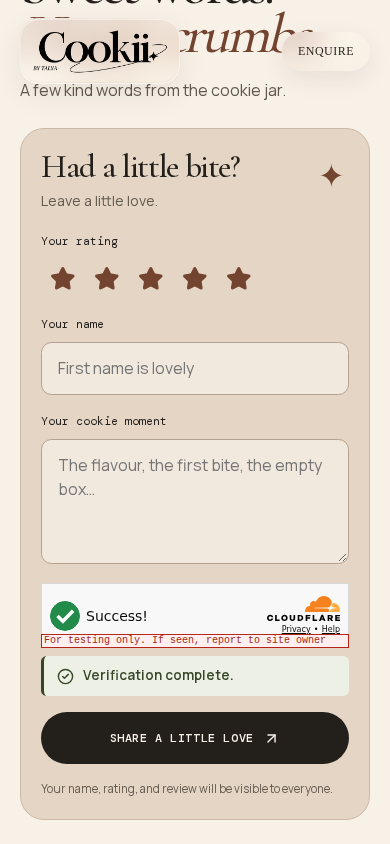 Sweet words.
crumbs
Cookii
BY TALYA
ENQUIRE
A few kind words from the cookie jar.
Had a little bite?
Leave a little love.
Your rating
Your name
First name is lovely
Your cookie moment
The flavour, the first bite, the empty
box...
Success!
CLOUDFLARE
Privacy • Help
For testing only. If seen, report to site owner
Verification complete.
SHARE A LITTLE LOVE
Your name, rating, and review will be visible to everyone.